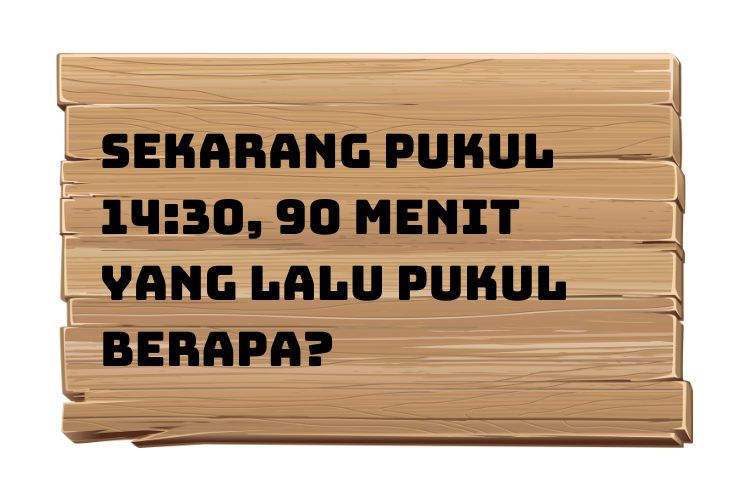 SEKARANG PUKUL
14:30, 90 MENIT
YANG LALU PUKUL
BERAPA?